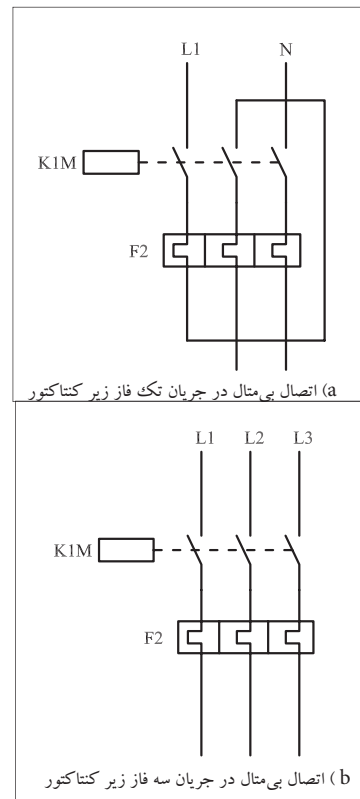 L1 N
K1M
F2
a) اتصال بی‌متال در جریان تک فاز زیر کنتاکتور
L1 L2 L3
K1M
F2
b) اتصال بی‌متال در جریان سه فاز زیر کنتاکتور